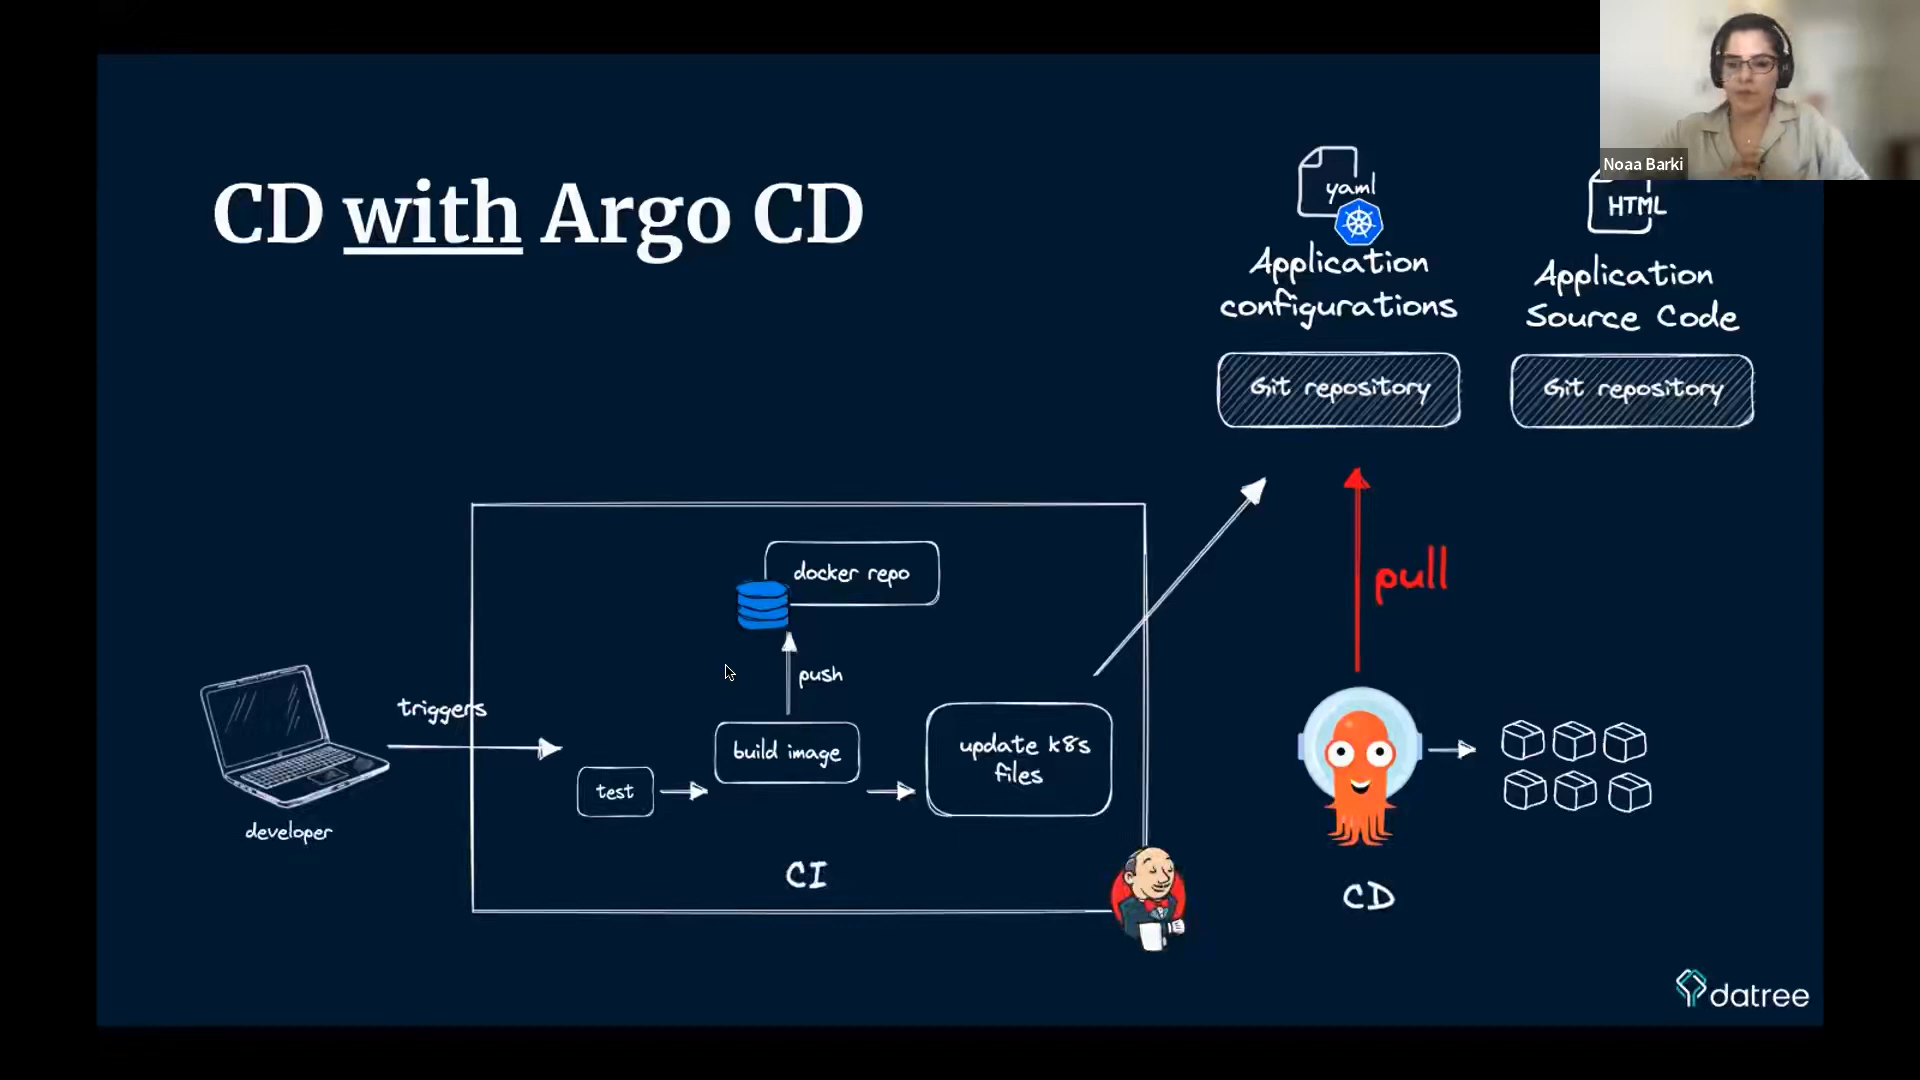 Noaa Barki
CD with Argo CD
yaml
HTML
Application
configurations
Application
Source Code
Git repository
Git repository
docker repo
pull
push
triggers
build image
update k8s
files
test
developer
CI
CD
datree